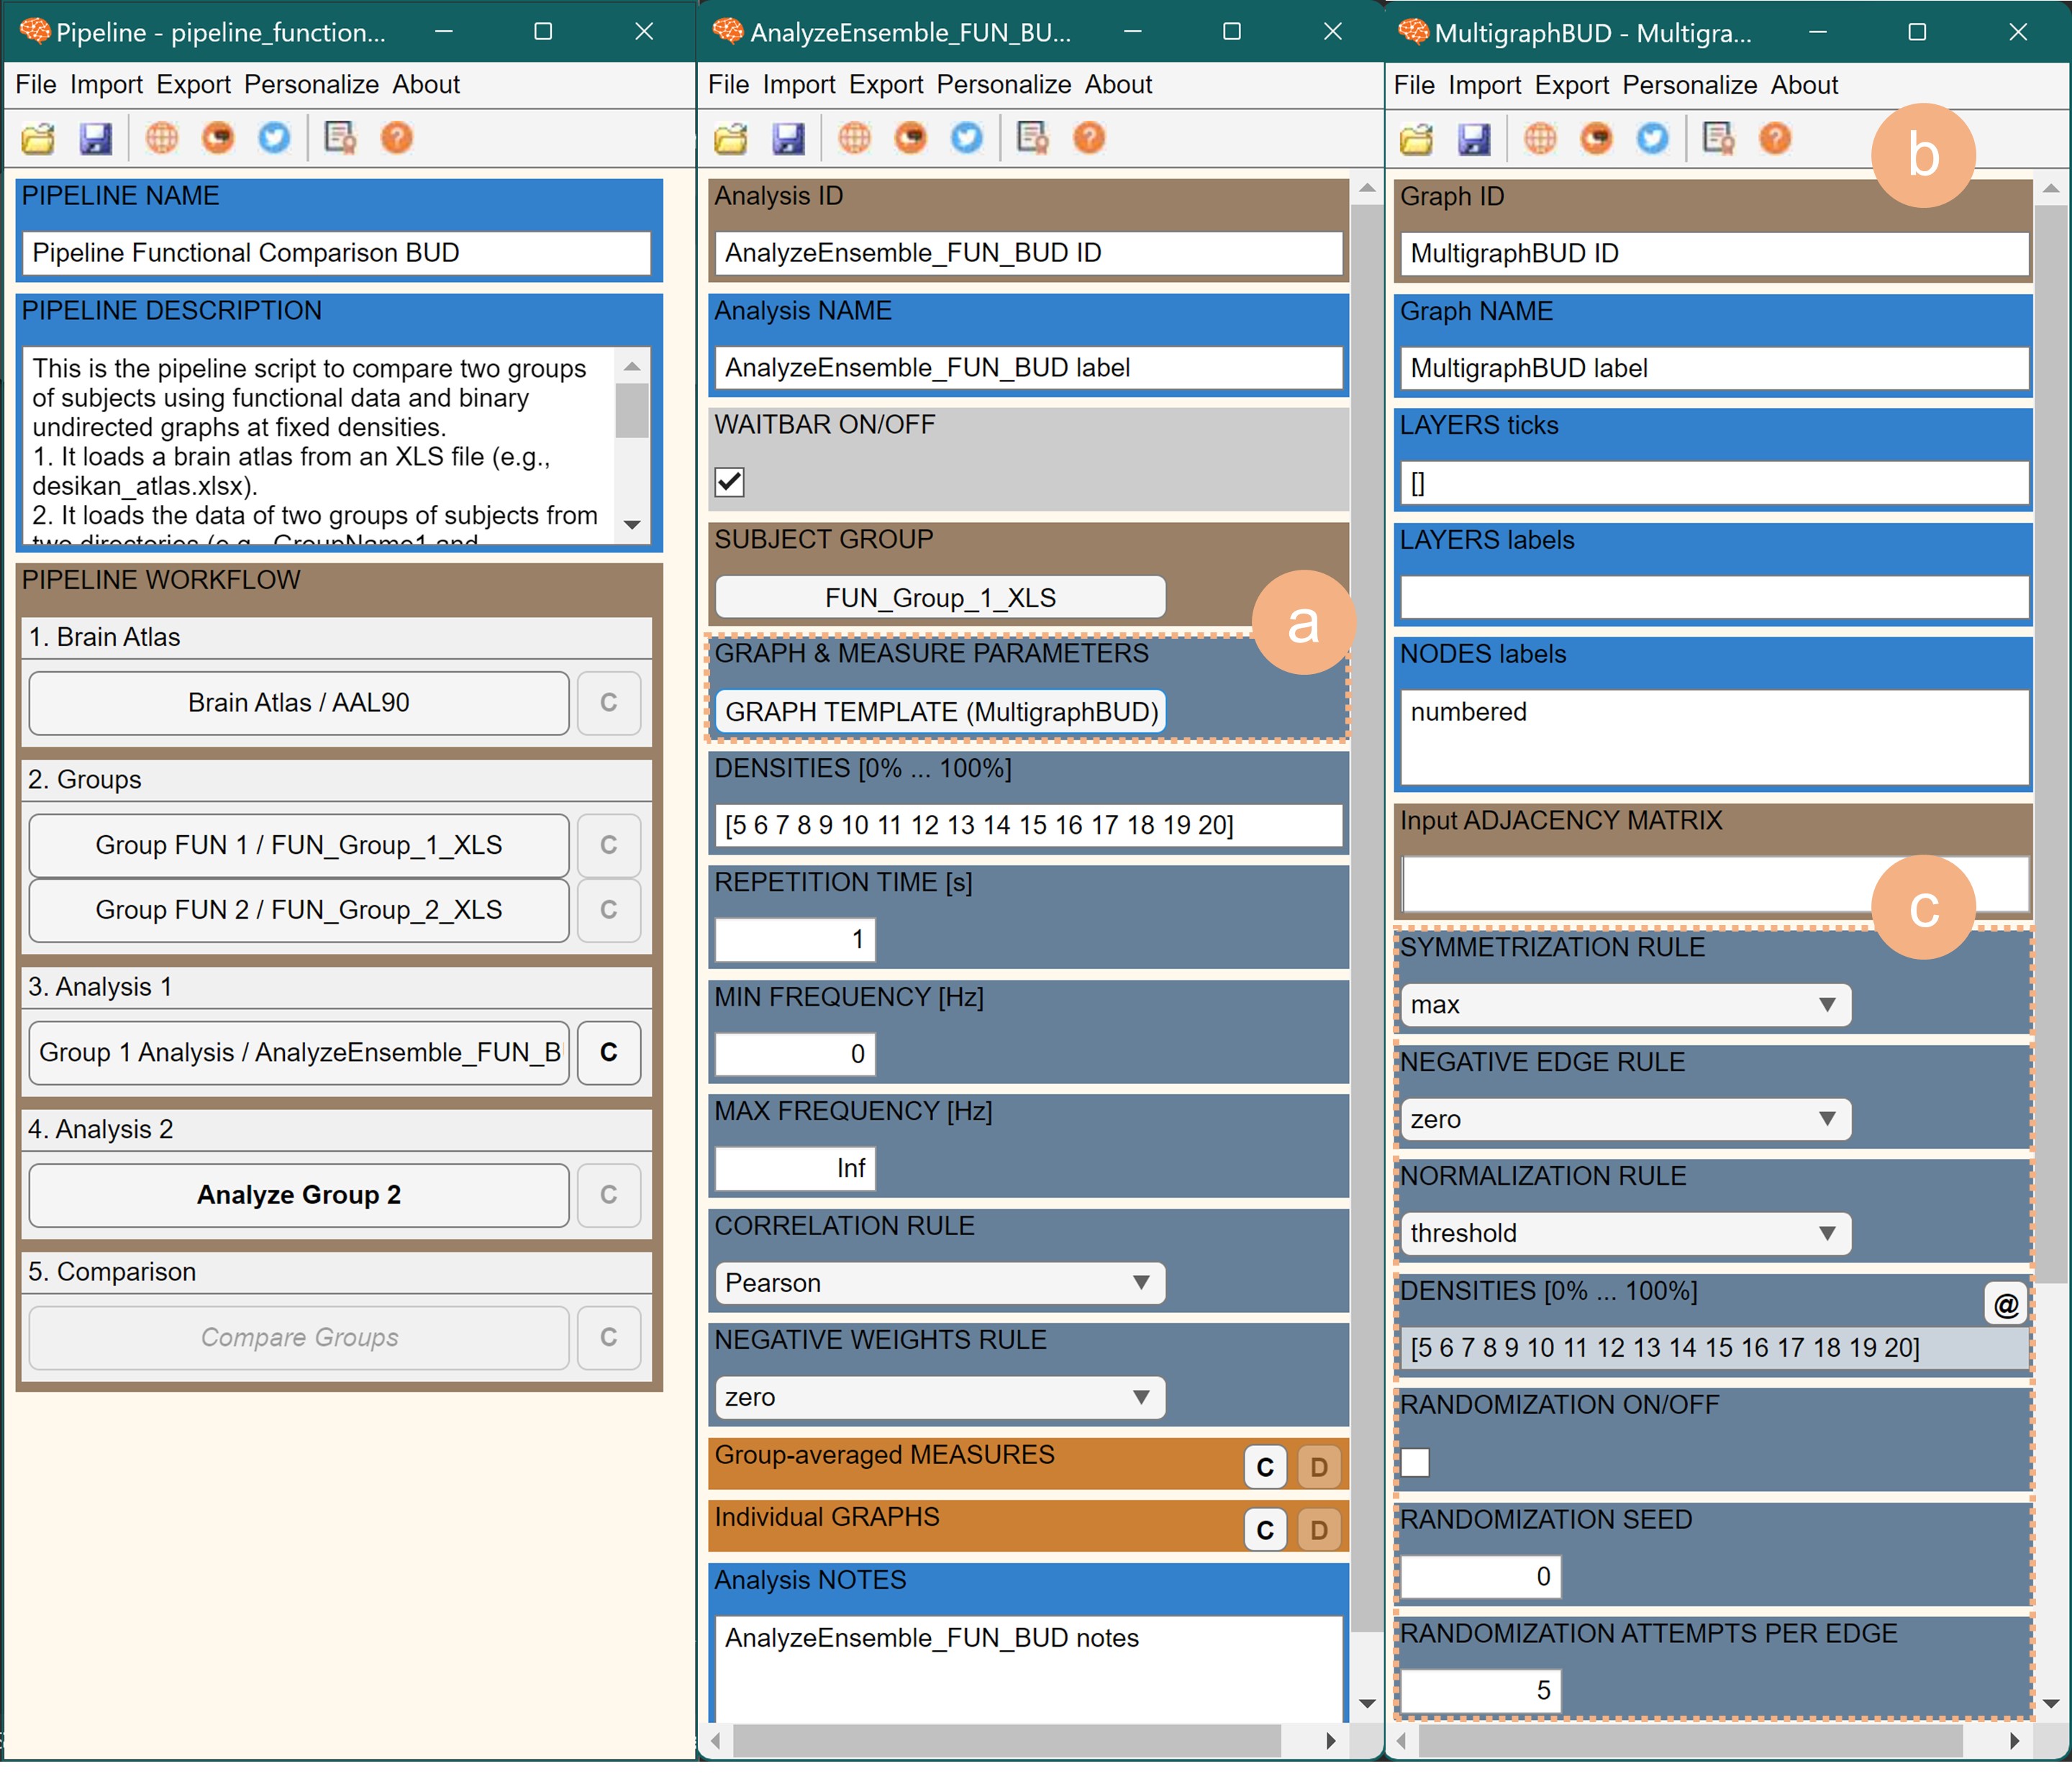 Pipeline - pipeline_function...
File Import Export Personalize About
PIPELINE NAME
Pipeline Functional Comparison BUD
PIPELINE DESCRIPTION
This is the pipeline script to compare two groups
of subjects using functional data and binary
undirected graphs at fixed densities.
1. It loads a brain atlas from an XLS file (e.g.,
desikan_atlas.xlsx).
2. It loads the data of two groups of subjects from
two directories (e.g., GroupName1 and
PIPELINE WORKFLOW
1. Brain Atlas
Brain Atlas / AAL90 C
2. Groups
Group FUN 1 / FUN_Group_1_XLS C
Group FUN 2 / FUN_Group_2_XLS C
3. Analysis 1
Group 1 Analysis / AnalyzeEnsemble_FUN_B C
4. Analysis 2
Analyze Group 2 C
5. Comparison
Compare Groups C
AnalyzeEnsemble_FUN_BU...
File Import Export Personalize About
Analysis ID
AnalyzeEnsemble_FUN_BUD ID
Analysis NAME
AnalyzeEnsemble_FUN_BUD label
WAITBAR ON/OFF
SUBJECT GROUP
FUN_Group_1_XLS
a
GRAPH & MEASURE PARAMETERS
GRAPH TEMPLATE (MultigraphBUD)
DENSITIES [0% ... 100%]
[5 6 7 8 9 10 11 12 13 14 15 16 17 18 19 20]
REPETITION TIME [s]
1
MIN FREQUENCY [Hz]
0
MAX FREQUENCY [Hz]
Inf
CORRELATION RULE
Pearson
NEGATIVE WEIGHTS RULE
zero
Group-averaged MEASURES C D
Individual GRAPHS C D
Analysis NOTES
AnalyzeEnsemble_FUN_BUD notes
MultigraphBUD - Multigra...
File Import Export Personalize About
b
Graph ID
MultigraphBUD ID
Graph NAME
MultigraphBUD label
LAYERS ticks
[]
LAYERS labels
NODES labels
numbered
Input ADJACENCY MATRIX
c
SYMMETRIZATION RULE
max
NEGATIVE EDGE RULE
zero
NORMALIZATION RULE
threshold
DENSITIES [0% ... 100%] @
[5 6 7 8 9 10 11 12 13 14 15 16 17 18 19 20]
RANDOMIZATION ON/OFF
RANDOMIZATION SEED
0
RANDOMIZATION ATTEMPTS PER EDGE
5